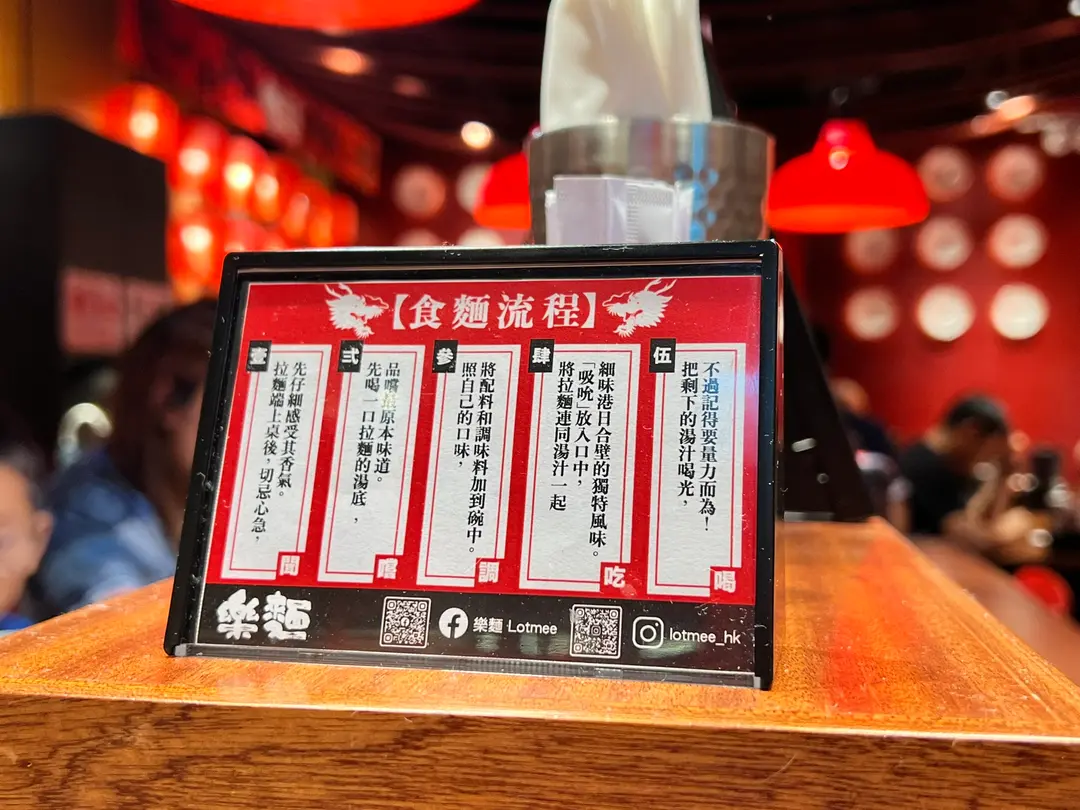 【食麵流程】
壹
拉麵端上桌後，切忌心急，
先仔細感受其香氣。
聞
弍
先喝一口拉麵的湯底，
品嚐最原本味道。
嚐
參
照自己的口味，
將配料和調味料加到碗中。
調
肆
將拉麵連同湯汁一起
「吸吮」放入口中，
細味港日合壁的獨特風味。
吃
伍
把剩下的湯汁喝光，
不過記得要量力而為！
喝
樂麵
樂麵 Lotmee
lotmee_hk